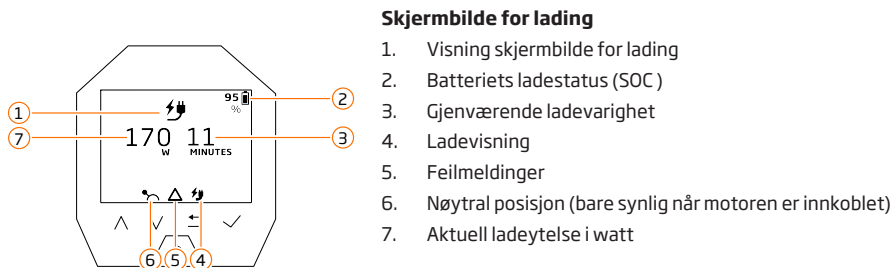 Skjermbilde for lading
1. Visning skjermbilde for lading
2. Batteriets ladestatus (SOC )
3. Gjenværende ladevarighet
4. Ladevisning
5. Feilmeldinger
6. Nøytral posisjon (bare synlig når motoren er innkoblet)
7. Aktuell ladeytelse i watt
95
%
1
2
7
170 W 11 MINUTES
3
6 5 4